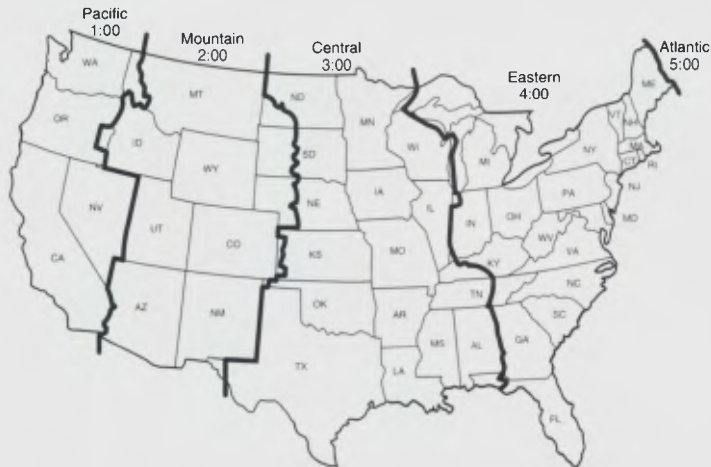 Pacific
1:00
Mountain
2:00
Central
3:00
Eastern
4:00
Atlantic
5:00
WA
MT
ND
MN
ME
OR
ID
WY
SD
WI
MI
VT
NH
NY
MA
CT
RI
NV
UT
CO
NE
IA
IL
IN
OH
PA
NJ
MD
CA
KS
MO
KY
WV
VA
AZ
NM
OK
AR
TN
NC
SC
TX
LA
MS
AL
GA
FL